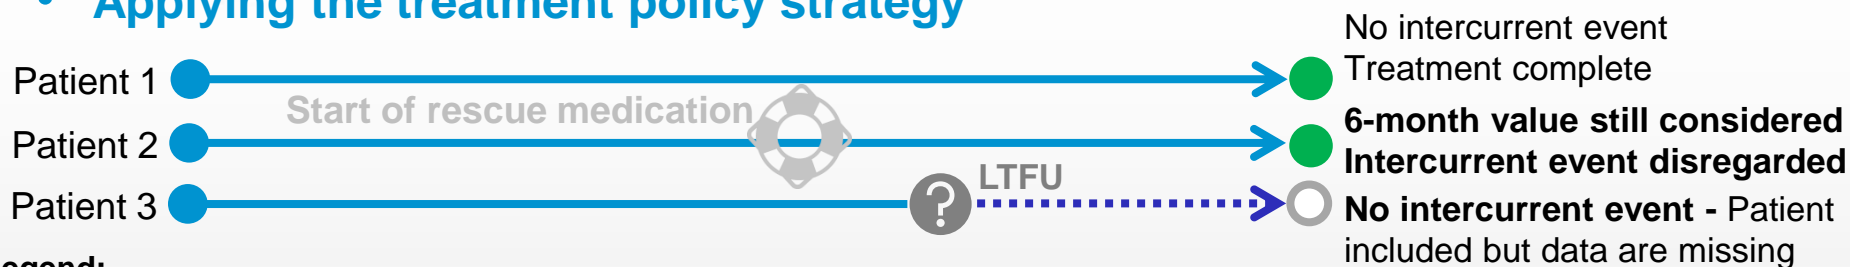 • Applying the treatment policy strategy
No intercurrent event
Treatment complete
Patient 1
Start of rescue medication
6-month value still considered
Intercurrent event disregarded
Patient 2
LTFU
?
Patient 3
No intercurrent event - Patient
included but data are missing
Legend: